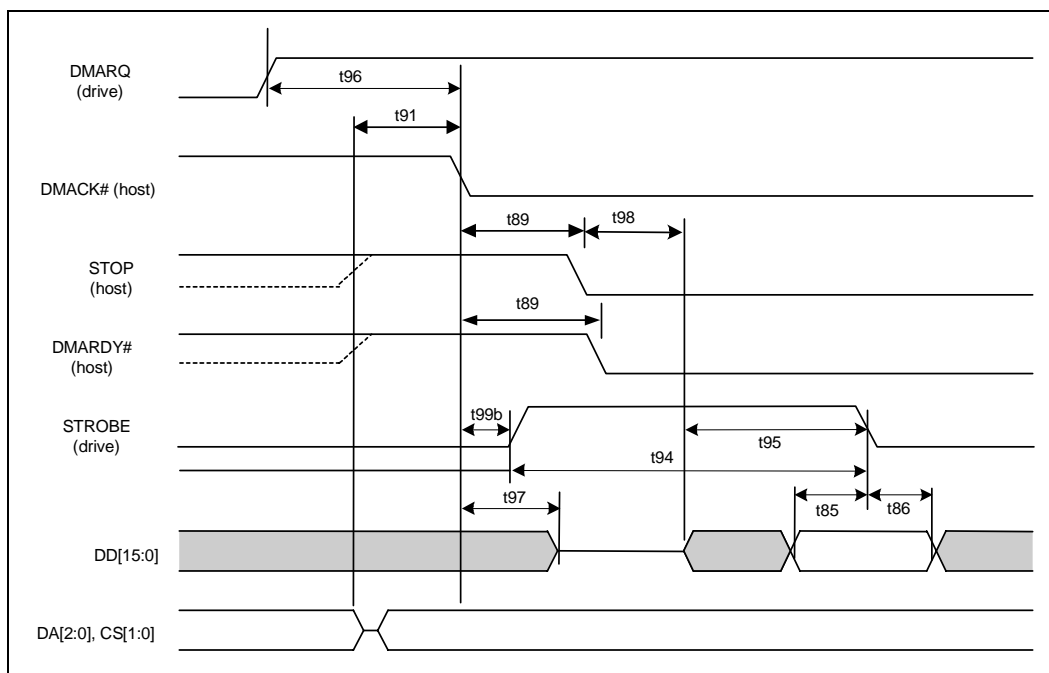 DMARQ
(drive)
t96
t91
DMACK# (host)
t89
t98
STOP
(host)
t89
DMARDY#
(host)
t99b
STROBE
(drive)
t95
t94
t97
t85
t86
DD[15:0]
DA[2:0], CS[1:0]